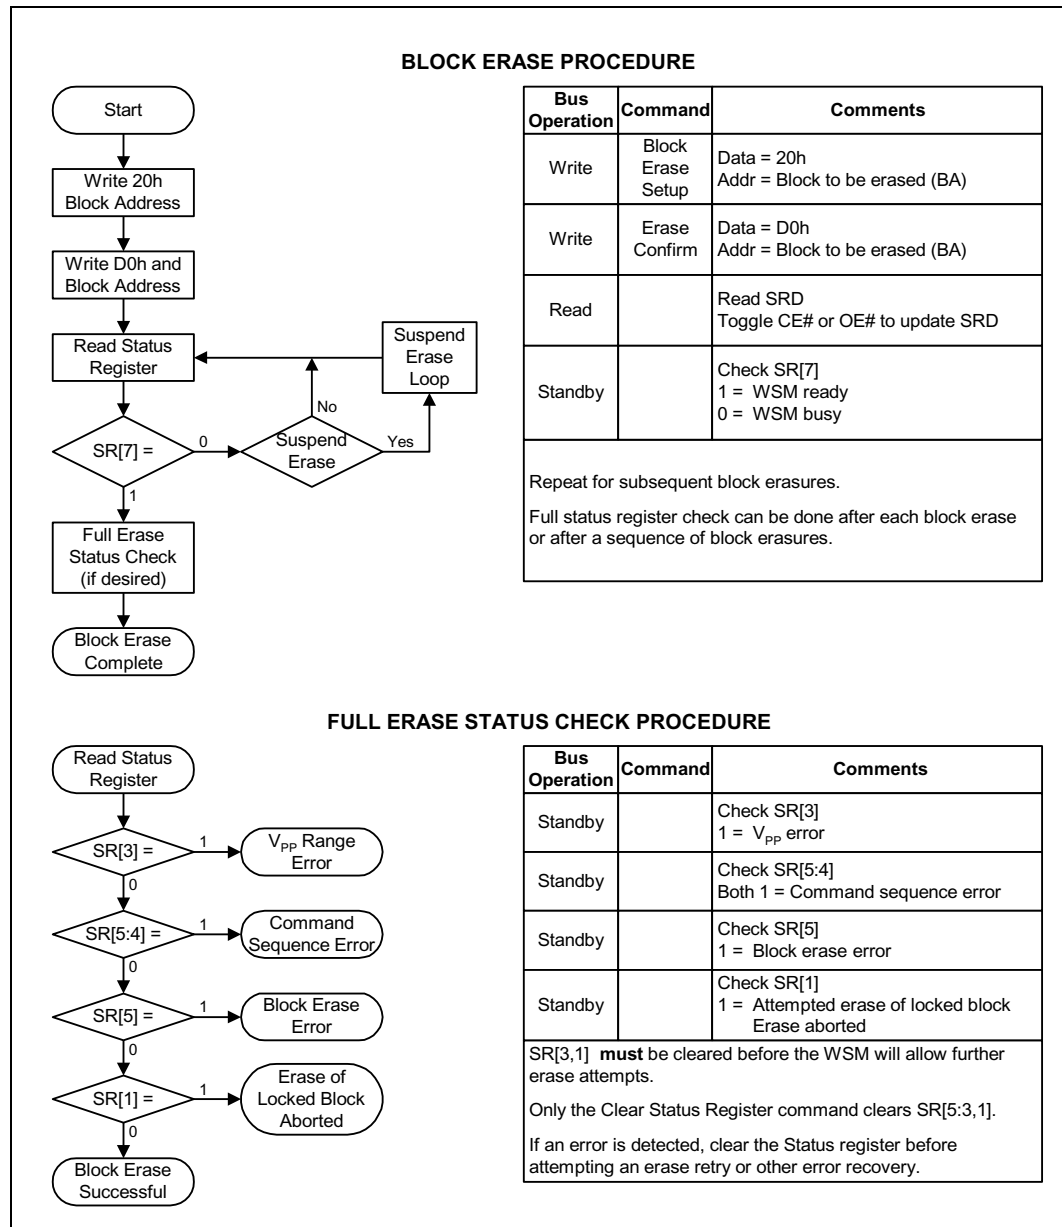 BLOCK ERASE PROCEDURE
Start
Write 20h
Block Address
Write D0h and
Block Address
Read Status
Register
Suspend
Erase
Loop
No
SR[7] =
0
Suspend
Erase
Yes
1
Full Erase
Status Check
(if desired)
Block Erase
Complete
Bus
Operation
Command
Comments
Write
Block
Erase
Setup
Data = 20h
Addr = Block to be erased (BA)
Write
Erase
Confirm
Data = D0h
Addr = Block to be erased (BA)
Read
Read SRD
Toggle CE# or OE# to update SRD
Standby
Check SR[7]
1 = WSM ready
0 = WSM busy
Repeat for subsequent block erasures.
Full status register check can be done after each block erase
or after a sequence of block erasures.
FULL ERASE STATUS CHECK PROCEDURE
Read Status
Register
SR[3] =
1
VPP Range
Error
0
SR[5:4] =
1
Command
Sequence Error
0
SR[5] =
1
Block Erase
Error
0
SR[1] =
1
Erase of
Locked Block
Aborted
0
Block Erase
Successful
Bus
Operation
Command
Comments
Standby
Check SR[3]
1 = VPP error
Standby
Check SR[5:4]
Both 1 = Command sequence error
Standby
Check SR[5]
1 = Block erase error
Standby
Check SR[1]
1 = Attempted erase of locked block
Erase aborted
SR[3,1] must be cleared before the WSM will allow further
erase attempts.
Only the Clear Status Register command clears SR[5:3,1].
If an error is detected, clear the Status register before
attempting an erase retry or other error recovery.